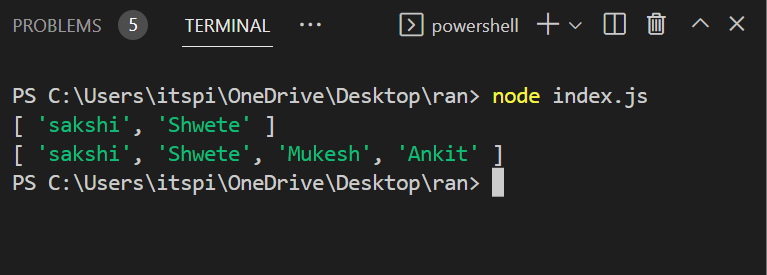 PROBLEMS 5 TERMINAL ··· powershell
PS C:\Users\itspi\OneDrive\Desktop\ran> node index.js
[ 'sakshi', 'Shwete' ]
[ 'sakshi', 'Shwete', 'Mukesh', 'Ankit' ]
PS C:\Users\itspi\OneDrive\Desktop\ran>